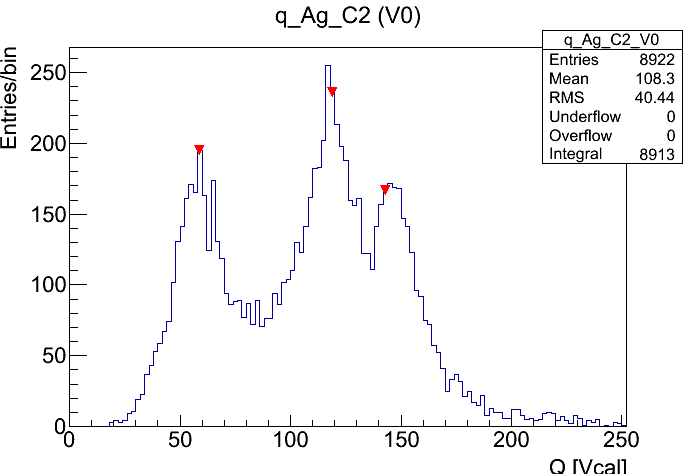 q_Ag_C2 (V0)
q_Ag_C2_V0
Entries 8922
Mean 108.3
RMS 40.44
Underflow 0
Overflow 0
Integral 8913
Entries/bin
250
200
150
100
50
0
0 50 100 150 200 250
Q [Vcal]